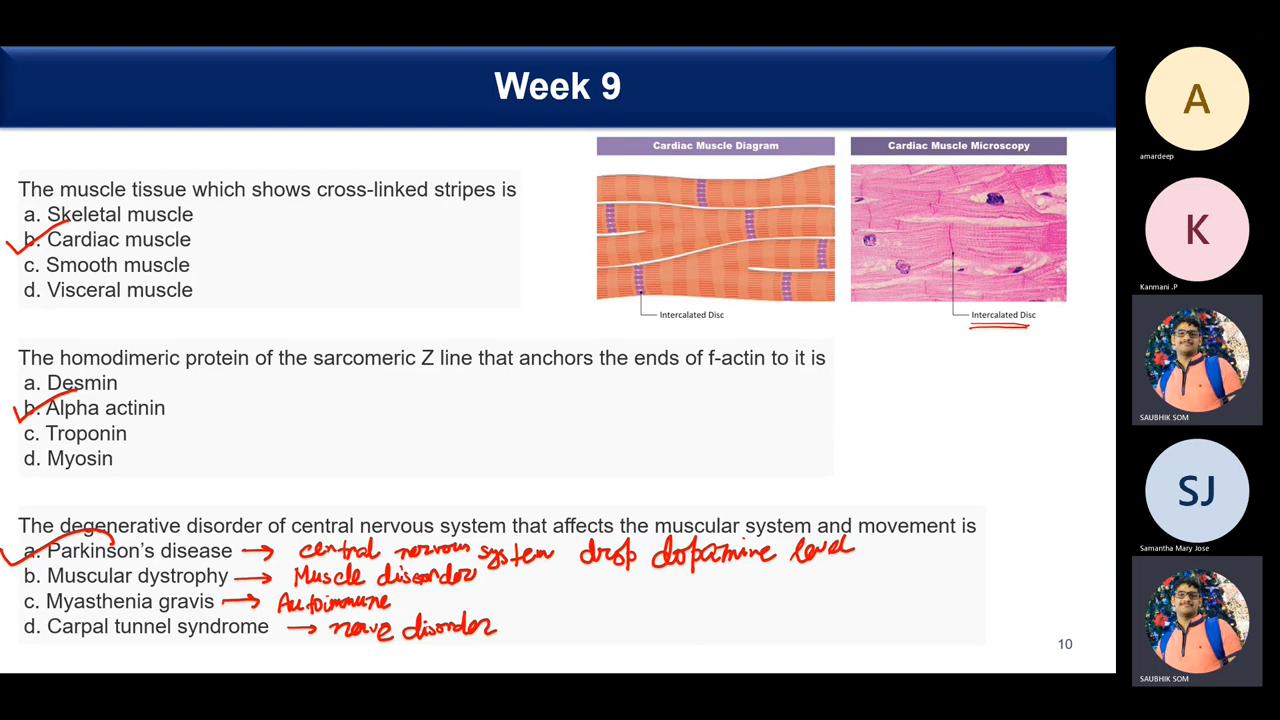 Week 9
Cardiac Muscle Diagram
Cardiac Muscle Microscopy
Intercalated Disc
Intercalated Disc
The muscle tissue which shows cross-linked stripes is
a. Skeletal muscle
b. Cardiac muscle
c. Smooth muscle
d. Visceral muscle
The homodimeric protein of the sarcomeric Z line that anchors the ends of f-actin to it is
a. Desmin
b. Alpha actinin
c. Troponin
d. Myosin
The degenerative disorder of central nervous system that affects the muscular system and movement is
a. Parkinson's disease → central nervous system drop dopamine level
b. Muscular dystrophy → Muscle disorder
c. Myasthenia gravis → Autoimmune
d. Carpal tunnel syndrome → nerve disorder
10
A
amardeep
K
Kanmani .P
SAUBHIK SOM
SJ
Samantha Mary Jose
SAUBHIK SOM